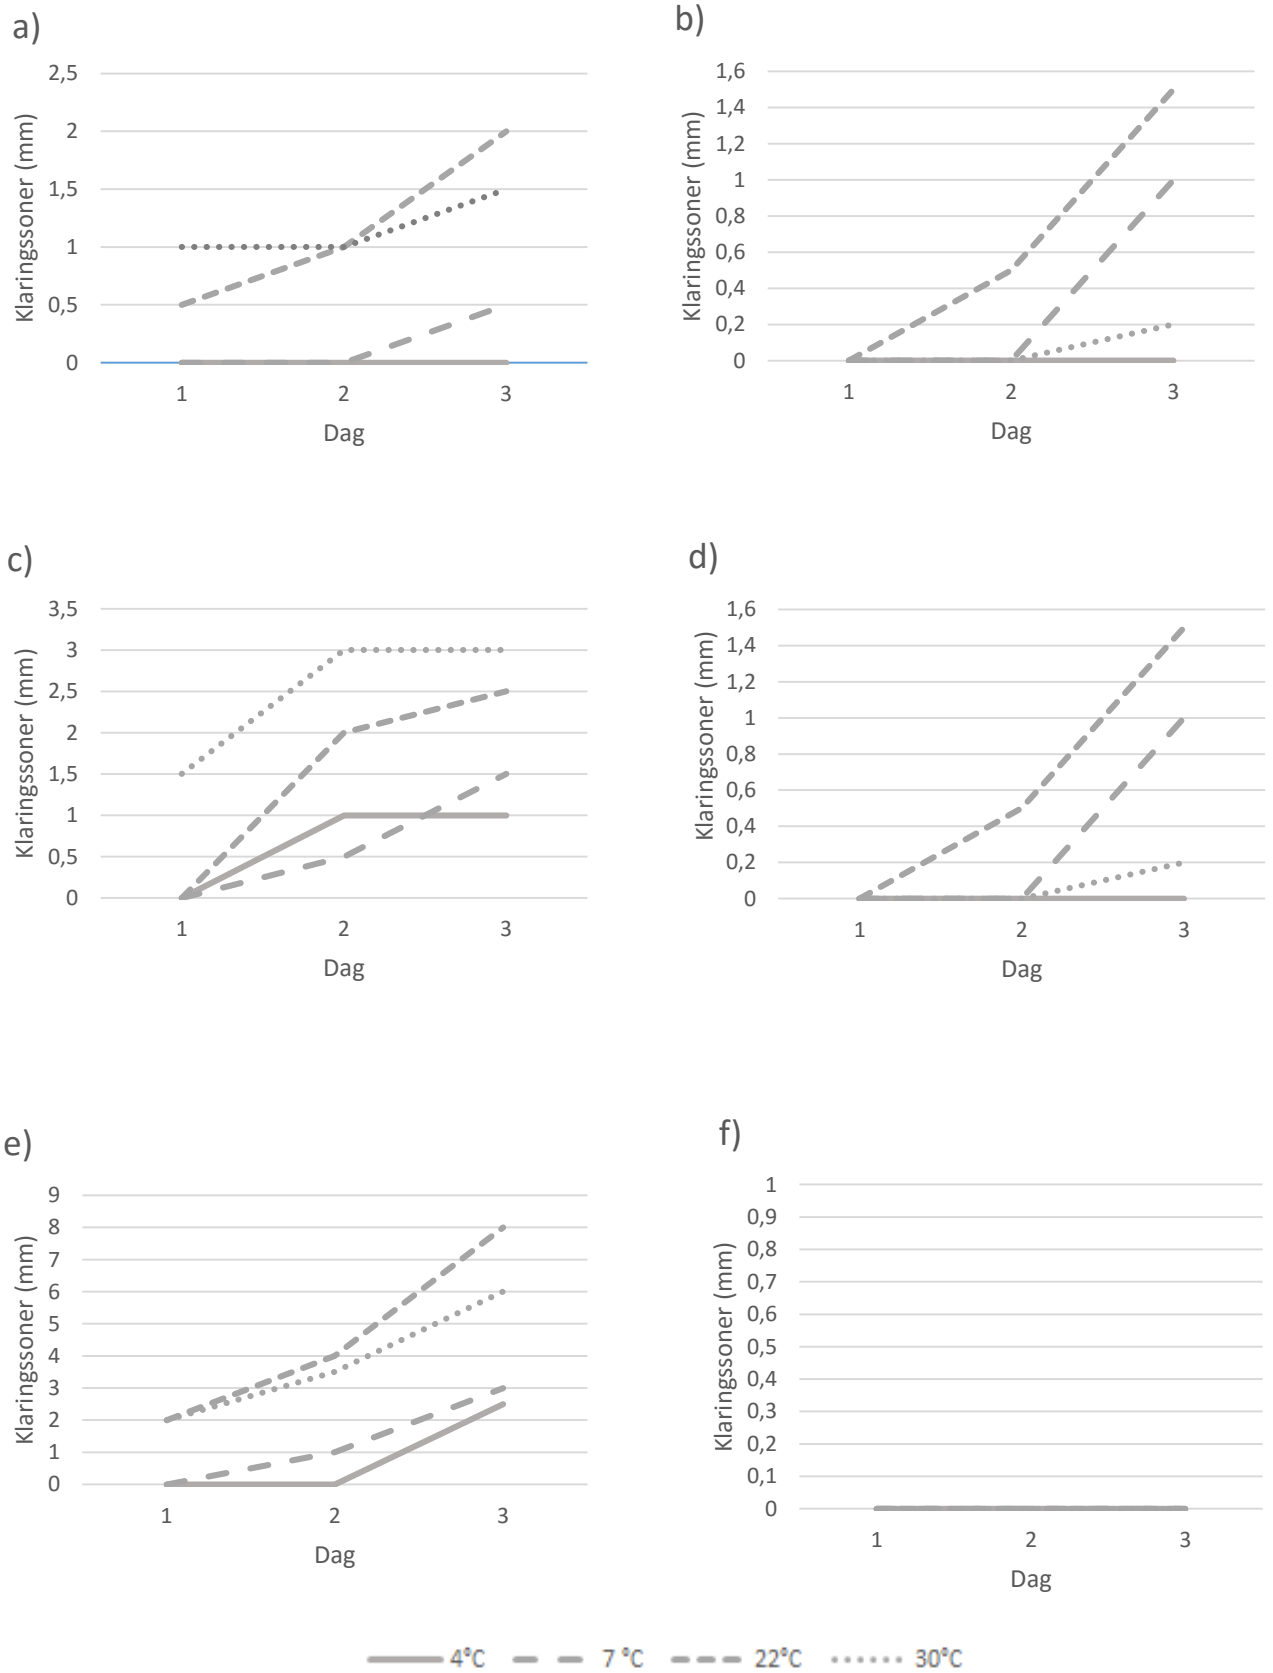 a)
2,5
2
1,5
1
0,5
0
Klaringssoner (mm)
1 2 3
Dag
b)
1,6
1,4
1,2
1
0,8
0,6
0,4
0,2
0
Klaringssoner (mm)
1 2 3
Dag
c)
3,5
3
2,5
2
1,5
1
0,5
0
Klaringssoner (mm)
1 2 3
Dag
d)
1,6
1,4
1,2
1
0,8
0,6
0,4
0,2
0
Klaringssoner (mm)
1 2 3
Dag
e)
9
8
7
6
5
4
3
2
1
0
Klaringssoner (mm)
1 2 3
Dag
f)
1
0,9
0,8
0,7
0,6
0,5
0,4
0,3
0,2
0,1
0
Klaringssoner (mm)
1 2 3
Dag
4°C 7 °C 22°C 30°C